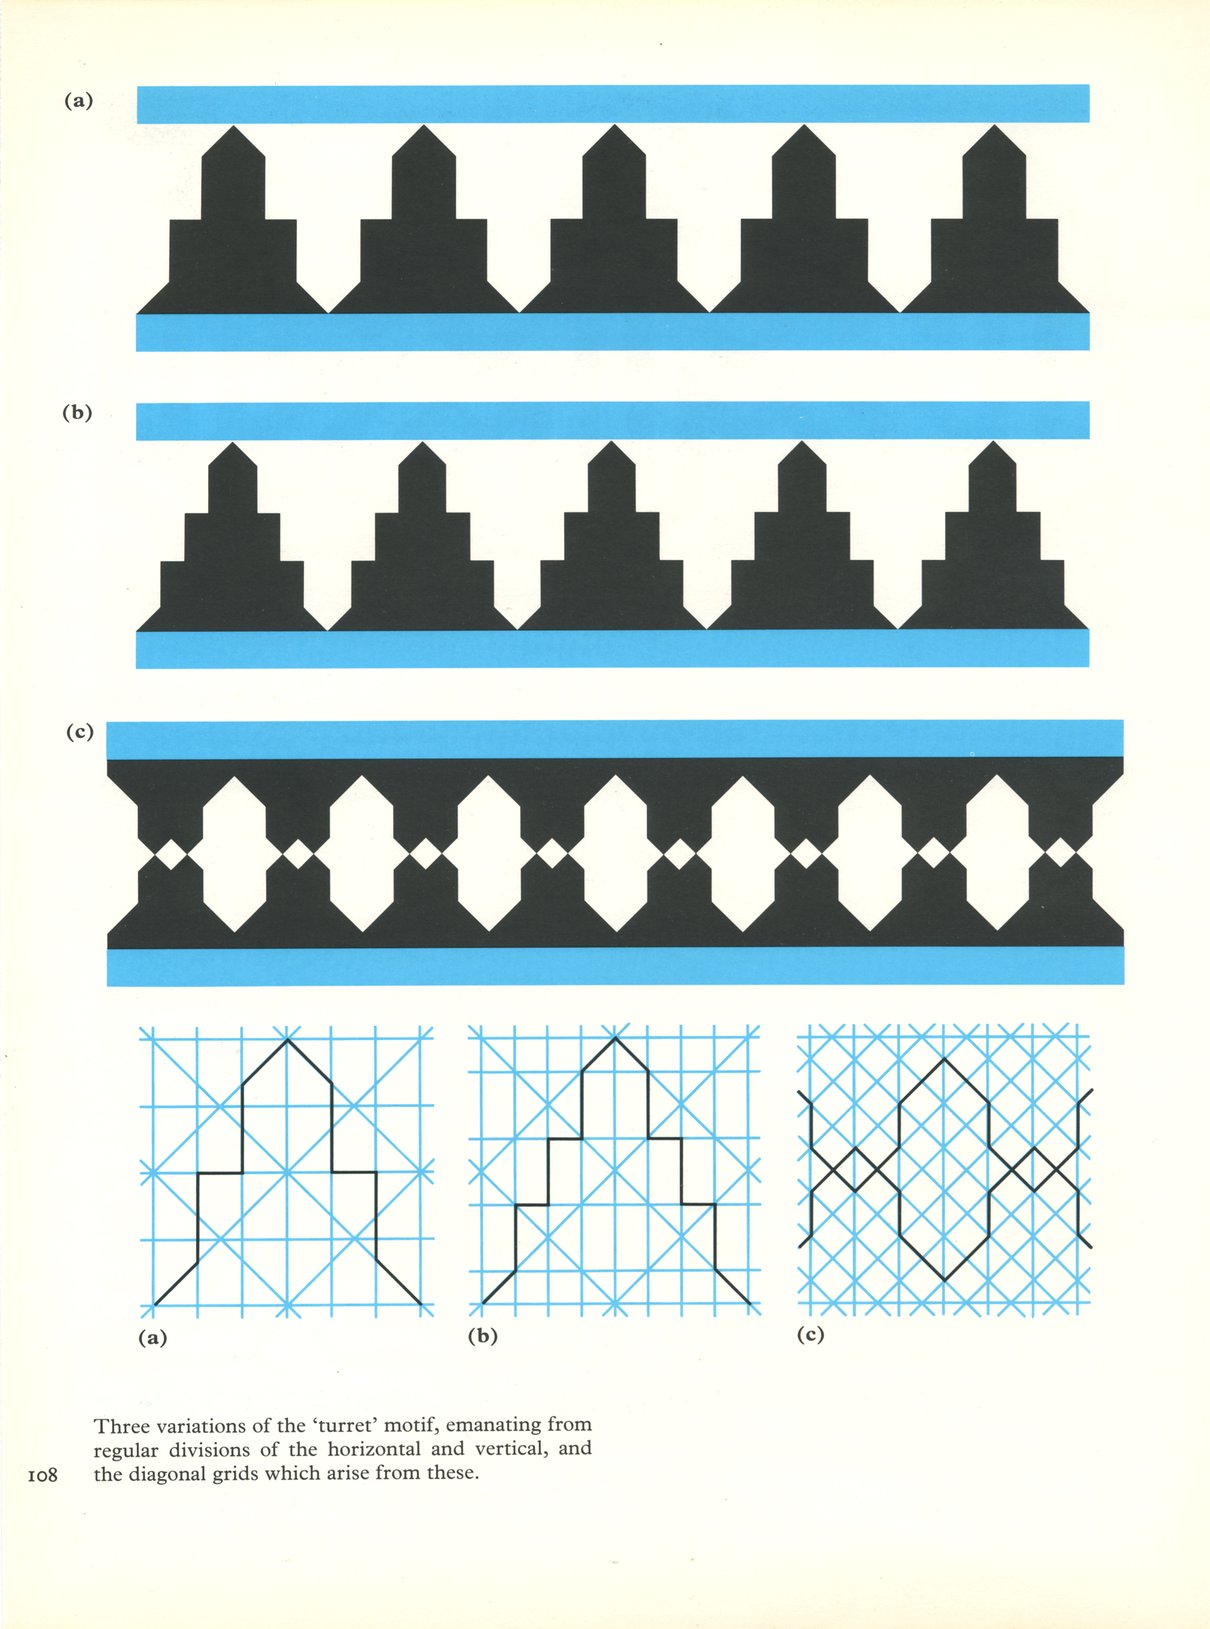 (a)
(b)
(c)
(a)
(b)
(c)
Three variations of the ‘turret’ motif, emanating from
regular divisions of the horizontal and vertical, and
108 the diagonal grids which arise from these.